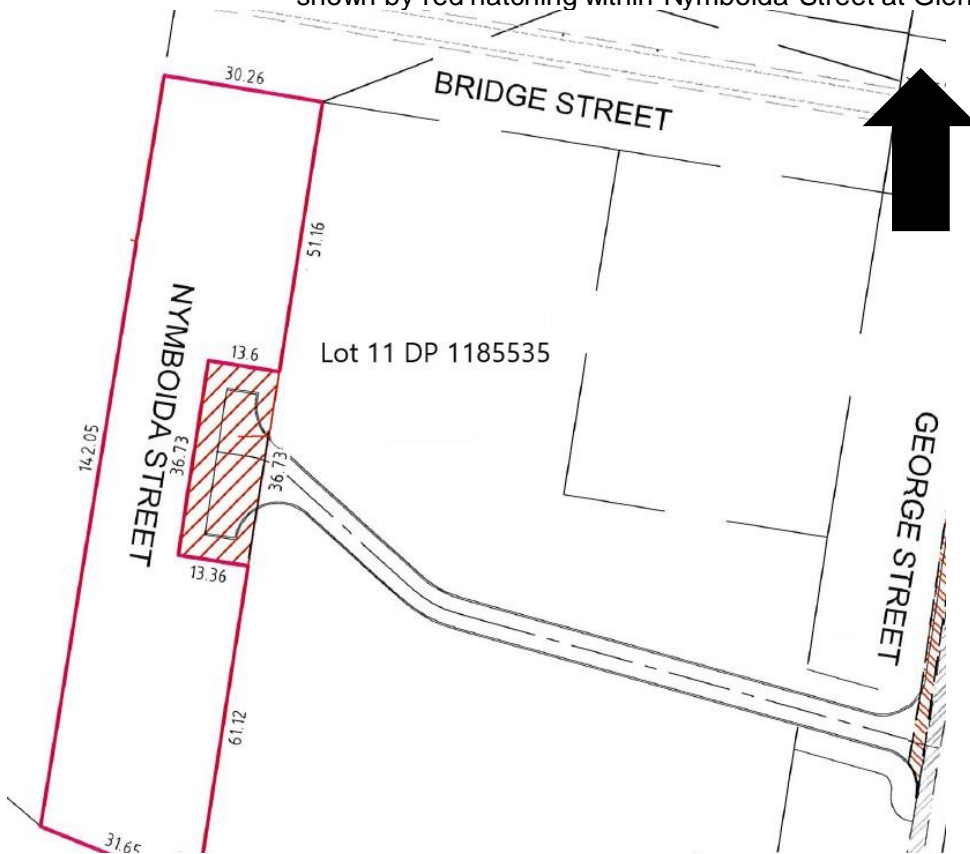 shown by red hatching within Nymboida Street at Glen
30.26
BRIDGE STREET
51.16
NYMBOIDA STREET
13.6
Lot 11 DP 1185535
142.05
36.73
36.73
GEORGE STREET
13.36
61.12
31.65